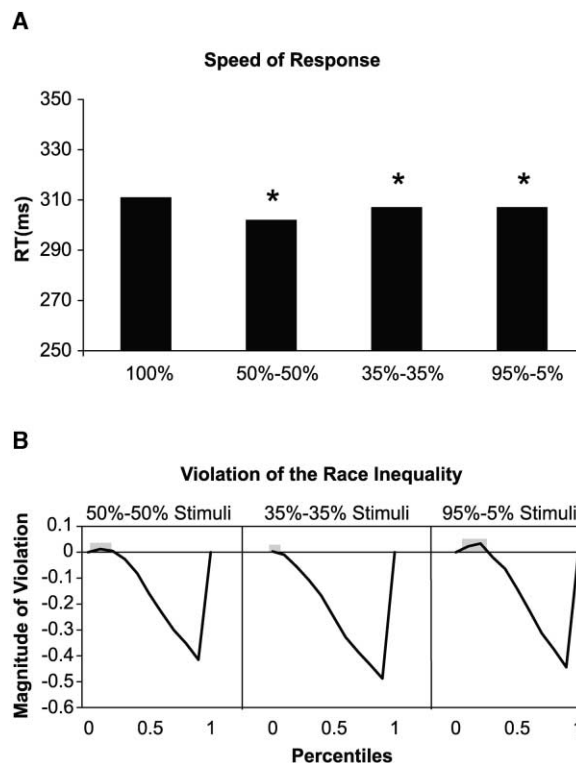 A
Speed of Response
350
330
310
290
270
250
RT(ms)
* * *
100% 50%-50% 35%-35% 95%-5%
B
Violation of the Race Inequality
50%-50% Stimuli 35%-35% Stimuli 95%-5% Stimuli
0.1
0
-0.1
-0.2
-0.3
-0.4
-0.5
-0.6
Magnitude of Violation
0 0.5 1 0 0.5 1 0 0.5 1
Percentiles